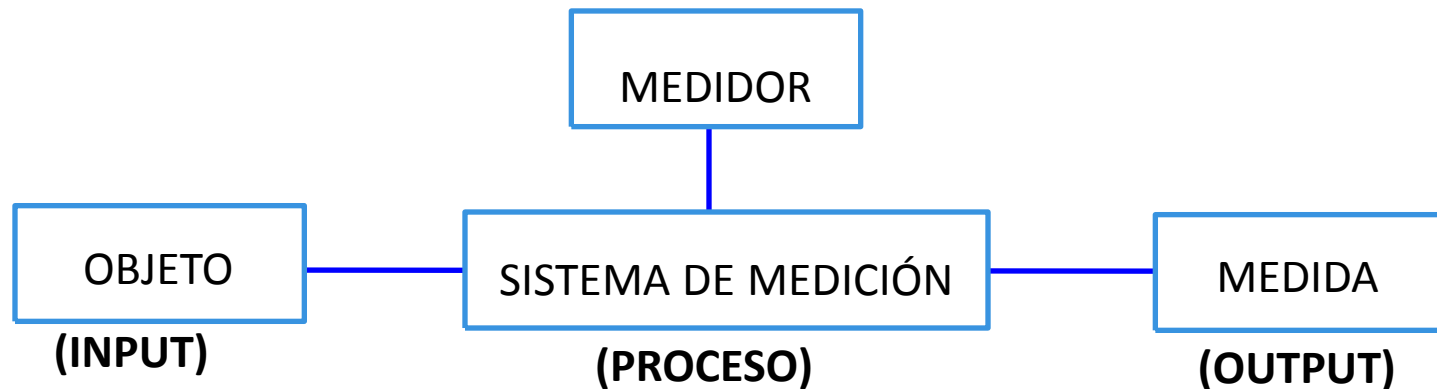 MEDIDOR
OBJETO
SISTEMA DE MEDICIÓN
MEDIDA
(INPUT)
(PROCESO)
(OUTPUT)